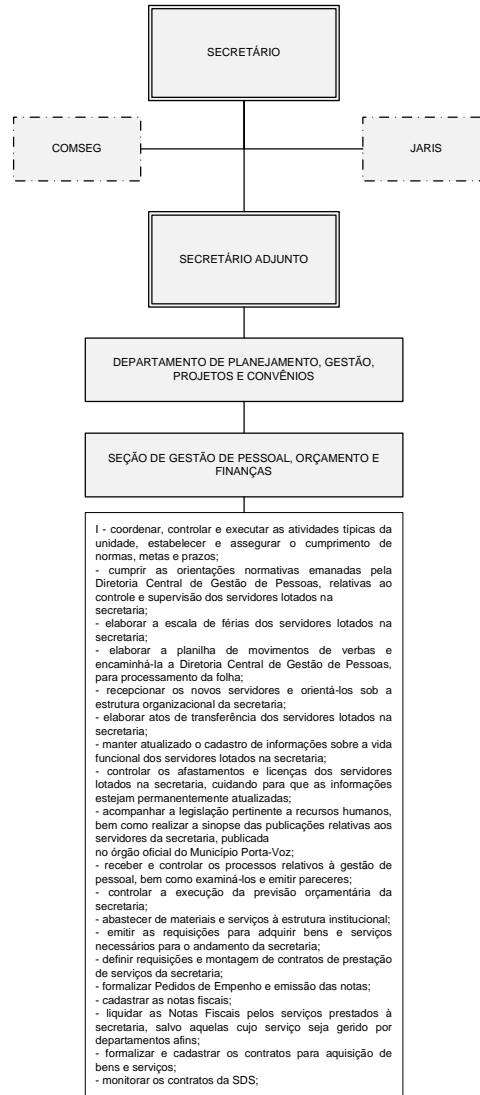 SECRETÁRIO
COMSEG
JARIS
SECRETÁRIO ADJUNTO
DEPARTAMENTO DE PLANEJAMENTO, GESTÃO,
PROJETOS E CONVÊNIOS
SEÇÃO DE GESTÃO DE PESSOAL, ORÇAMENTO E
FINANÇAS
I - coordenar, controlar e executar as atividades típicas da
unidade, estabelecer e assegurar o cumprimento de
normas, metas e prazos;
- cumprir as orientações normativas emanadas pela
Diretoria Central de Gestão de Pessoas, relativas ao
controle e supervisão dos servidores lotados na
secretaria;
- elaborar a escala de férias dos servidores lotados na
secretaria;
- elaborar a planilha de movimentos de verbas e
encaminhá-la a Diretoria Central de Gestão de Pessoas,
para processamento da folha;
- recepcionar os novos servidores e orientá-los sob a
estrutura organizacional da secretaria;
- elaborar atos de transferência dos servidores lotados na
secretaria;
- manter atualizado o cadastro de informações sobre a vida
funcional dos servidores lotados na secretaria;
- controlar os afastamentos e licenças dos servidores
lotados na secretaria, cuidando para que as informações
estejam permanentemente atualizadas;
- acompanhar a legislação pertinente a recursos humanos,
bem como realizar a sinopse das publicações relativas aos
servidores da secretaria, publicada
no órgão oficial do Município Porta-Voz;
- receber e controlar os processos relativos à gestão de
pessoal, bem como examiná-los e emitir pareceres;
- controlar a execução da previsão orçamentária da
secretaria;
- abastecer de materiais e serviços à estrutura institucional;
- emitir as requisições para adquirir bens e serviços
necessários para o andamento da secretaria;
- definir requisições e montagem de contratos de prestação
de serviços da secretaria;
- formalizar Pedidos de Empenho e emissão das notas;
- cadastrar as notas fiscais;
- liquidar as Notas Fiscais pelos serviços prestados à
secretaria, salvo aquelas cujo serviço seja gerido por
departamentos afins;
- formalizar e cadastrar os contratos para aquisição de
bens e serviços;
- monitorar os contratos da SDS;